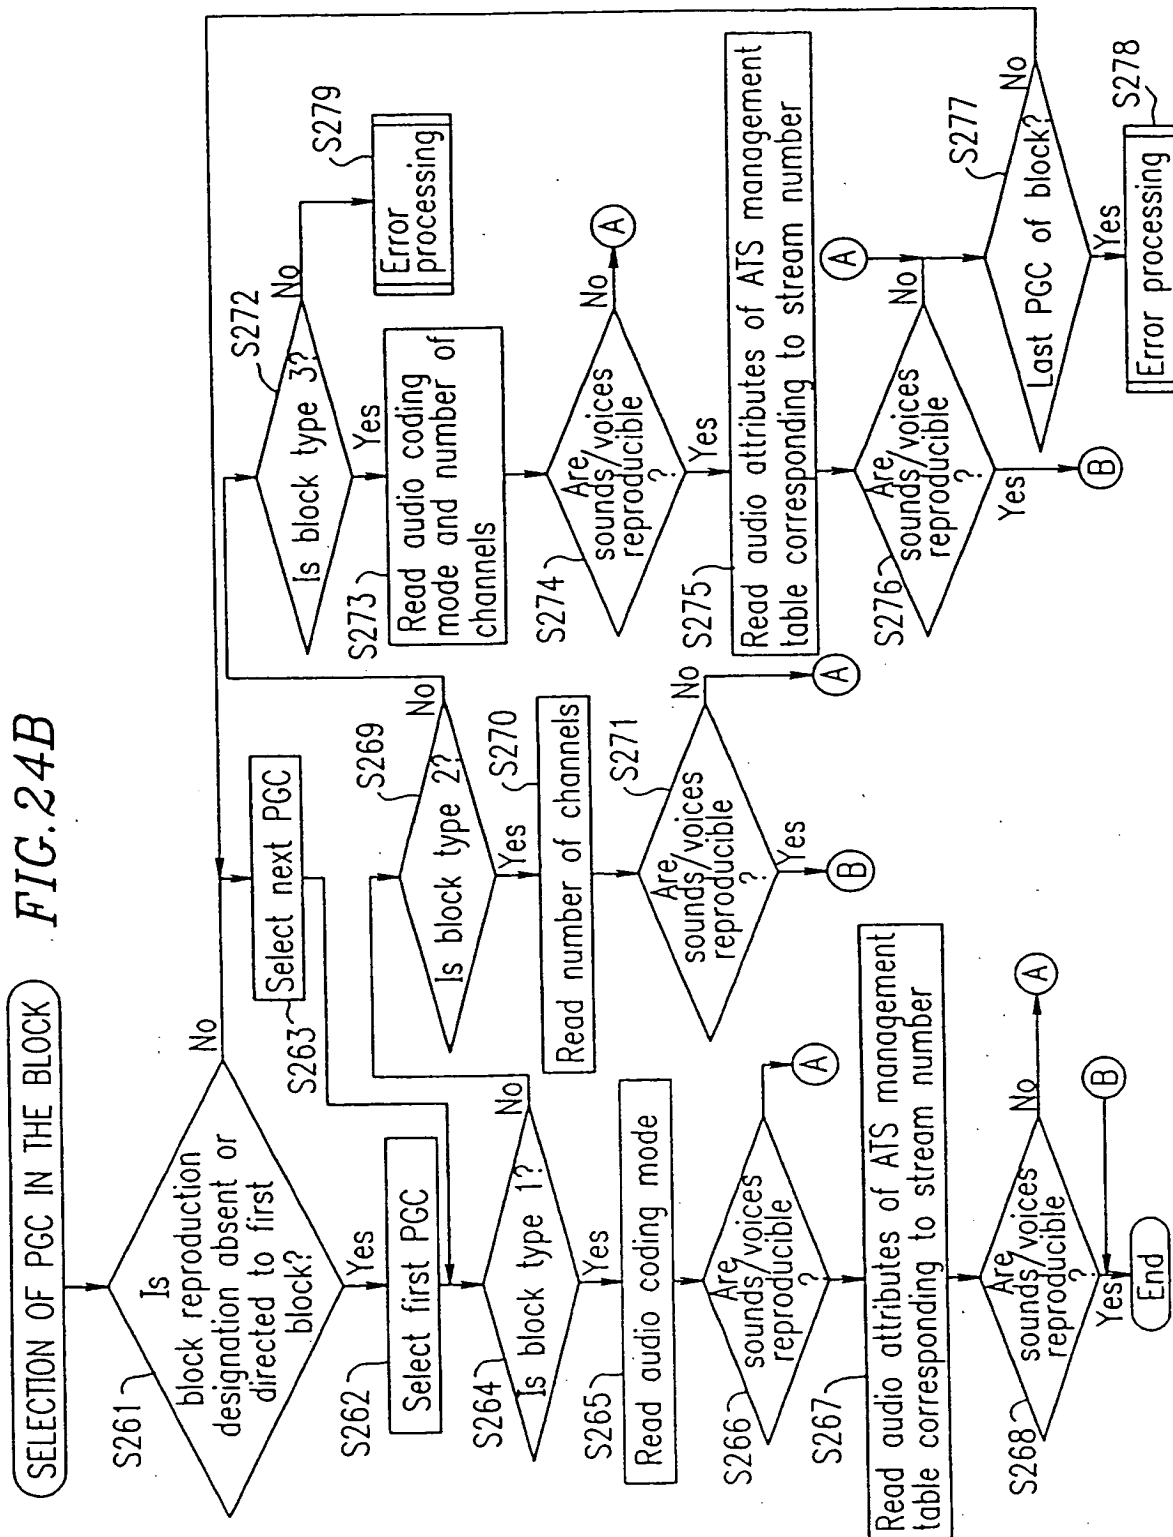 FIG.24B
SELECTION OF PGC IN THE BLOCK
S261
Is
block reproduction
designation absent or
directed to first
block?
No
Yes
S262
Select first PGC
S263
Select next PGC
S264
Is block type 1?
No
Yes
S265
Read audio coding mode
S266
Are
sounds/voices
reproducible
?
A
S267
Read audio attributes of ATS management
table corresponding to stream number
S268
Are
sounds/voices
reproducible
?
No
A
Yes
B
End
S269
Is block type 2?
No
Yes
S270
Read number of channels
S271
Are
sounds/voices
reproducible
?
No
A
Yes
B
S272
Is block type 3?
No
S279
Error
processing
Yes
S273
Read audio coding
mode and number of
channels
S274
Are
sounds/voices
reproducible
?
No
A
Yes
S275
Read audio attributes of ATS management
table corresponding to stream number
S276
Are
sounds/voices
reproducible
?
No
Yes
B
A
S277
Last PGC of block?
No
Yes
S278
Error processing